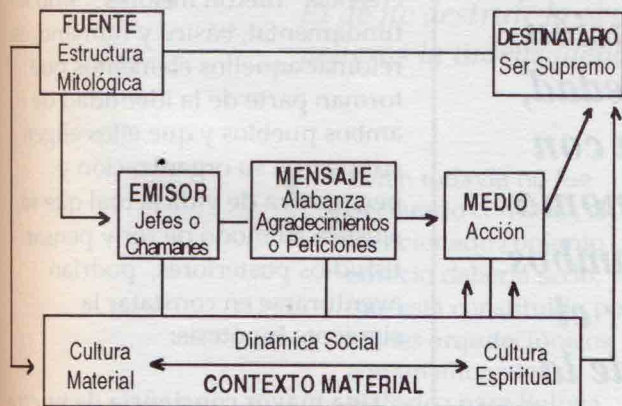 FUENTE
Estructura
Mitológica
DESTINATARIO
Ser Supremo
EMISOR
Jefes o
Chamanes
MENSAJE
Alabanza
Agradecimientos
o Peticiones
MEDIO
Acción
Cultura
Material
Dinámica Social
CONTEXTO MATERIAL
Cultura
Espiritual